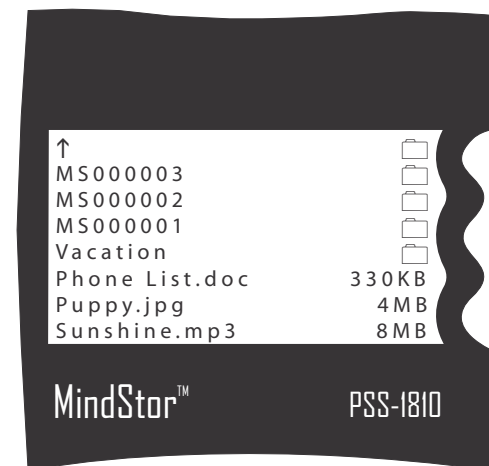 ↑
MS000003
MS000002
MS000001
Vacation
Phone List.doc 330KB
Puppy.jpg 4MB
Sunshine.mp3 8MB
MindStor™ PSS-1810